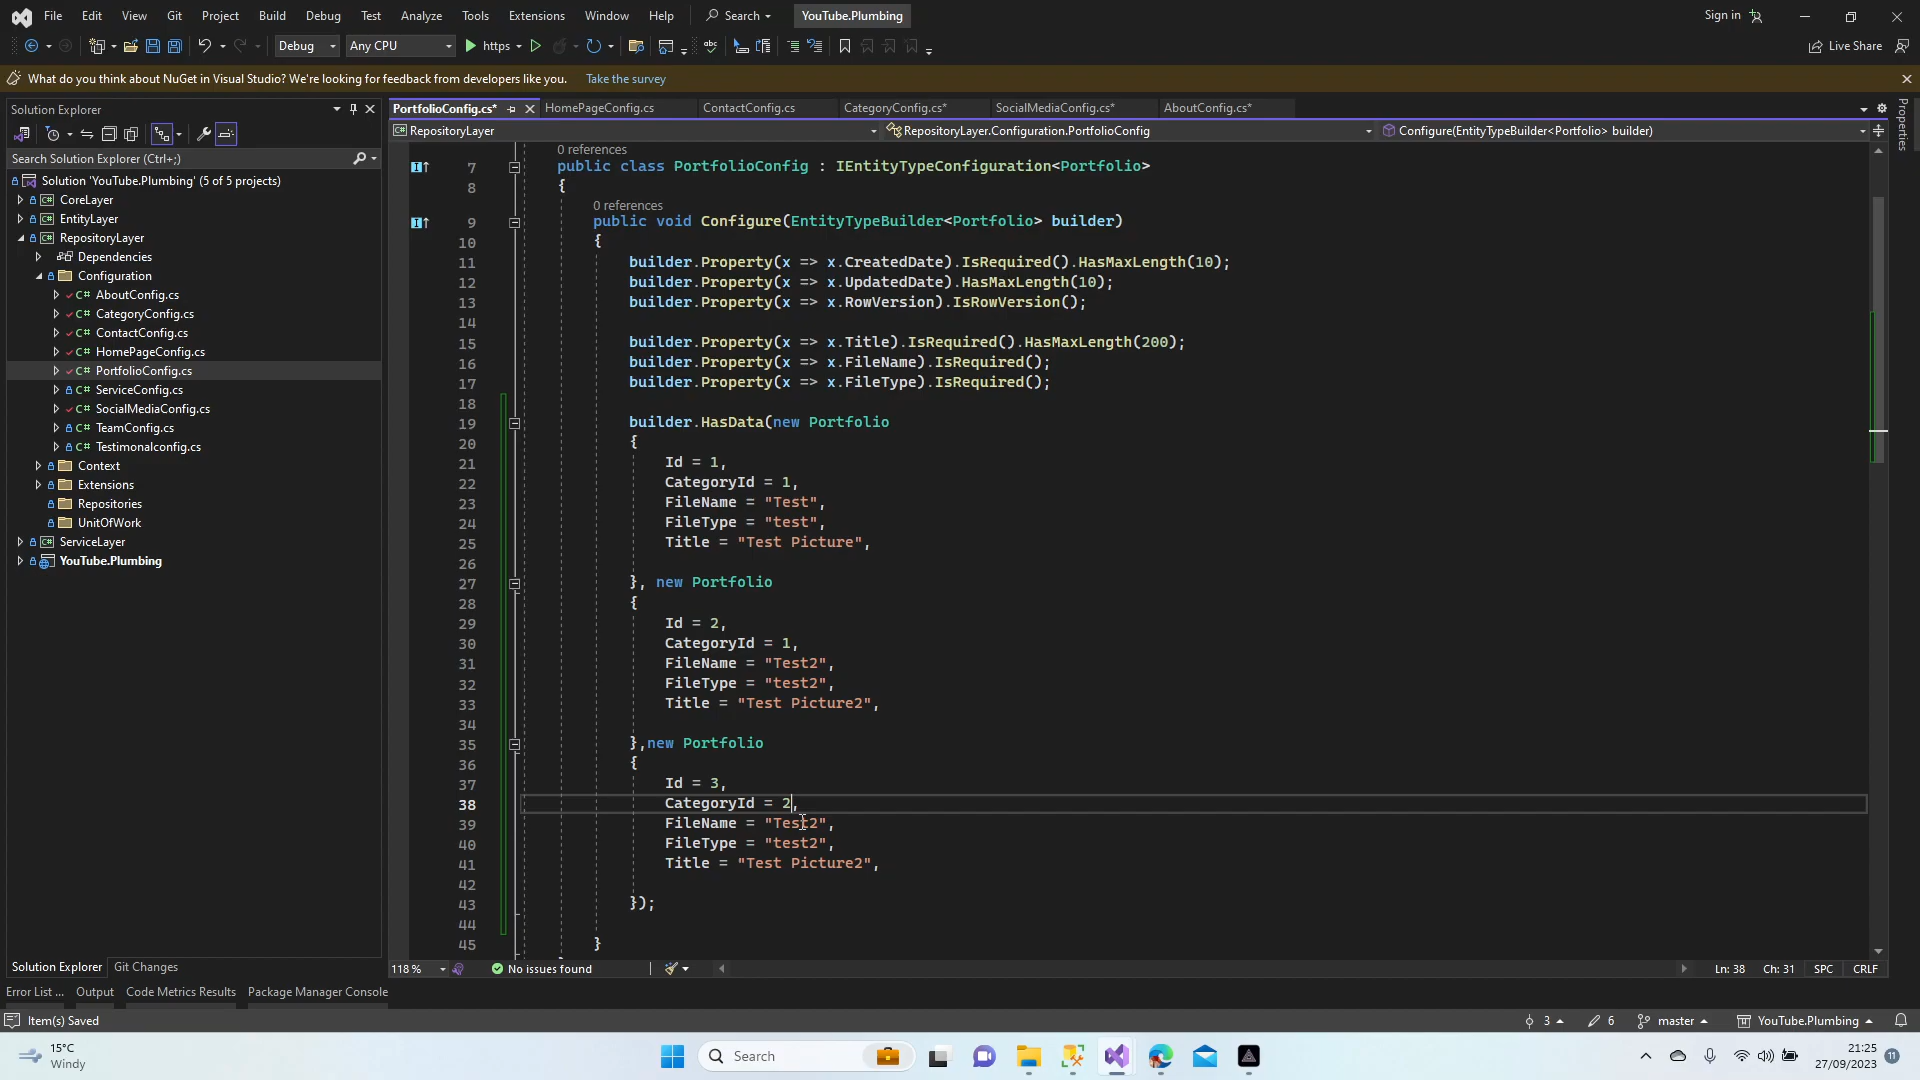 File Edit View Git Project Build Debug Test Analyze Tools Extensions Window Help Search YouTube.Plumbing Sign in
Debug Any CPU https Live Share
What do you think about NuGet in Visual Studio? We're looking for feedback from developers like you. Take the survey
Solution Explorer
Search Solution Explorer (Ctrl+;)
Solution 'YouTube.Plumbing' (5 of 5 projects)
CoreLayer
EntityLayer
RepositoryLayer
Dependencies
Configuration
C# AboutConfig.cs
C# CategoryConfig.cs
C# ContactConfig.cs
C# HomePageConfig.cs
C# PortfolioConfig.cs
C# ServiceConfig.cs
C# SocialMediaConfig.cs
C# TeamConfig.cs
C# Testimonalconfig.cs
Context
Extensions
Repositories
UnitOfWork
ServiceLayer
YouTube.Plumbing
Solution Explorer Git Changes
PortfolioConfig.cs* HomePageConfig.cs ContactConfig.cs CategoryConfig.cs* SocialMediaConfig.cs* AboutConfig.cs*
RepositoryLayer RepositoryLayer.Configuration.PortfolioConfig Configure(EntityTypeBuilder<Portfolio> builder)
Properties
0 references
7 public class PortfolioConfig : IEntityTypeConfiguration<Portfolio>
8 {
0 references
9 public void Configure(EntityTypeBuilder<Portfolio> builder)
10 {
11 builder.Property(x => x.CreatedDate).IsRequired().HasMaxLength(10);
12 builder.Property(x => x.UpdatedDate).HasMaxLength(10);
13 builder.Property(x => x.RowVersion).IsRowVersion();
14
15 builder.Property(x => x.Title).IsRequired().HasMaxLength(200);
16 builder.Property(x => x.FileName).IsRequired();
17 builder.Property(x => x.FileType).IsRequired();
18
19 builder.HasData(new Portfolio
20 {
21 Id = 1,
22 CategoryId = 1,
23 FileName = "Test",
24 FileType = "test",
25 Title = "Test Picture",
26
27 }, new Portfolio
28 {
29 Id = 2,
30 CategoryId = 1,
31 FileName = "Test2",
32 FileType = "test2",
33 Title = "Test Picture2",
34
35 },new Portfolio
36 {
37 Id = 3,
38 CategoryId = 2,
39 FileName = "Test2",
40 FileType = "test2",
41 Title = "Test Picture2",
42
43 });
44
45 }
118 % No issues found Ln: 38 Ch: 31 SPC CRLF
Error List ... Output Code Metrics Results Package Manager Console
Item(s) Saved 3 6 master YouTube.Plumbing
15°C
Windy
Search
21:25
27/09/2023
11